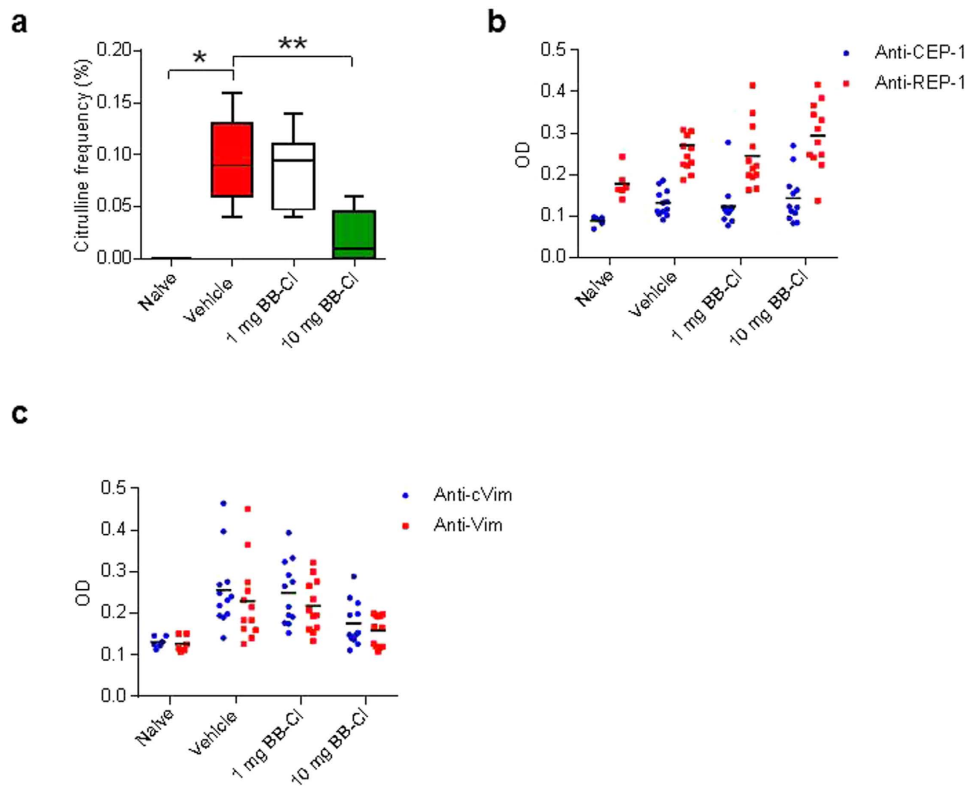 a
*
**
Citrulline frequency (%)
0.20
0.15
0.10
0.05
0.00
Naive
Vehicle
1 mg BB-Cl
10 mg BB-Cl
b
Anti-CEP-1
Anti-REP-1
OD
0.5
0.4
0.3
0.2
0.1
0.0
Naive
Vehicle
1 mg BB-Cl
10 mg BB-Cl
c
Anti-cVim
Anti-Vim
OD
0.5
0.4
0.3
0.2
0.1
0.0
Naive
Vehicle
1 mg BB-Cl
10 mg BB-Cl